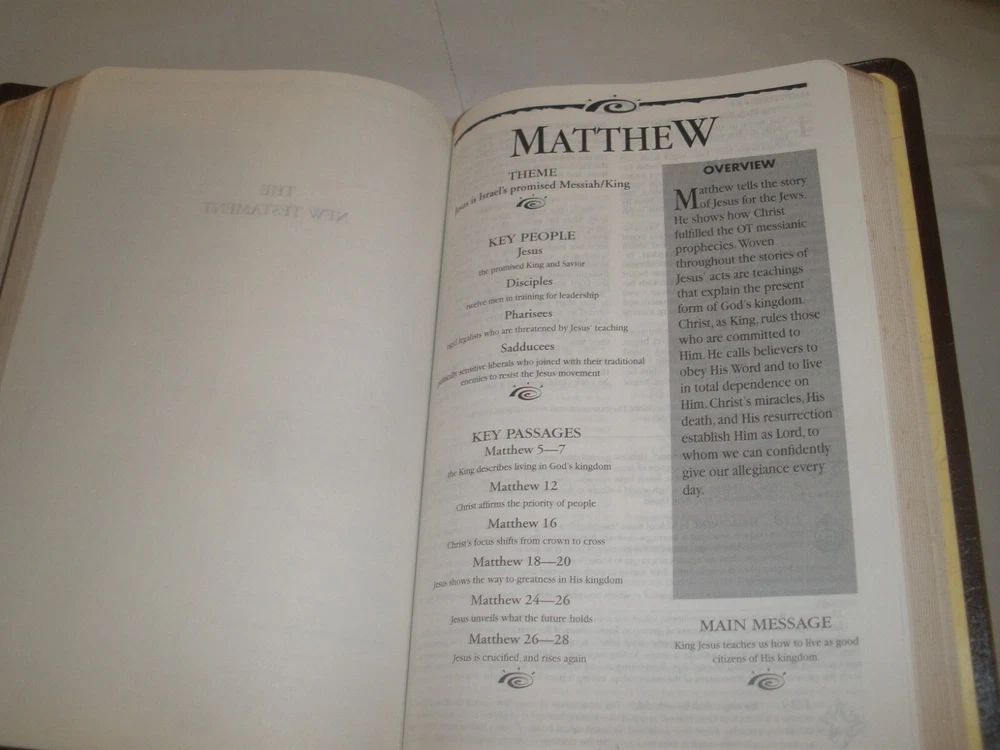 THE
NEW TESTAMENT
MATTHEW
THEME
Jesus is Israel's promised Messiah/King
KEY PEOPLE
Jesus
the promised King and Savior
Disciples
twelve men in training for leadership
Pharisees
rigid legalists who are threatened by Jesus' teaching
Sadducees
politically sensitive liberals who joined with their traditional
enemies to resist the Jesus movement
KEY PASSAGES
Matthew 5—7
the King describes living in God's kingdom
Matthew 12
Christ affirms the priority of people
Matthew 16
Christ's focus shifts from crown to cross
Matthew 18—20
Jesus shows the way to greatness in His kingdom
Matthew 24—26
Jesus unveils what the future holds
Matthew 26—28
Jesus is crucified, and rises again
OVERVIEW
Matthew tells the story
of Jesus for the Jews.
He shows how Christ
fulfilled the OT messianic
prophecies. Woven
throughout the stories of
Jesus' acts are teachings
that explain the present
form of God's kingdom.
Christ, as King, rules those
who are committed to
Him. He calls believers to
obey His Word and to live
in total dependence on
Him. Christ's miracles, His
death, and His resurrection
establish Him as Lord, to
whom we can confidently
give our allegiance every
day.
MAIN MESSAGE
King Jesus teaches us how to live as good
citizens of His kingdom.